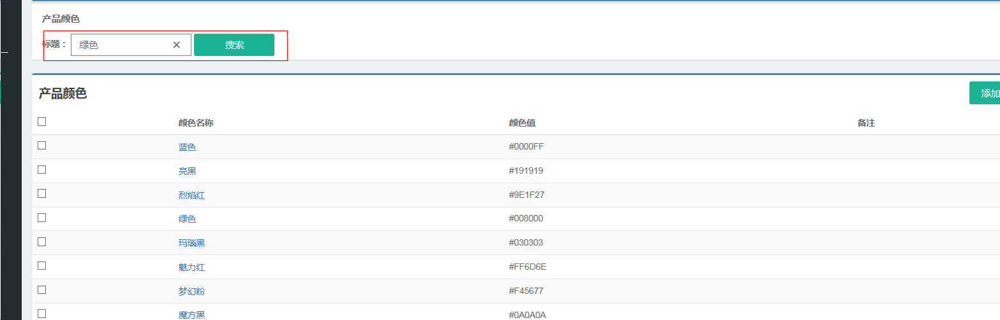 产品颜色
标题： 绿色 ✕ 搜索
产品颜色 添加
颜色名称 颜色值 备注
蓝色 #0000FF
亮黑 #191919
烈焰红 #9E1F27
绿色 #008000
玛瑙黑 #030303
魅力红 #FF6D6E
梦幻粉 #F45677
魔方黑 #0A0A0A